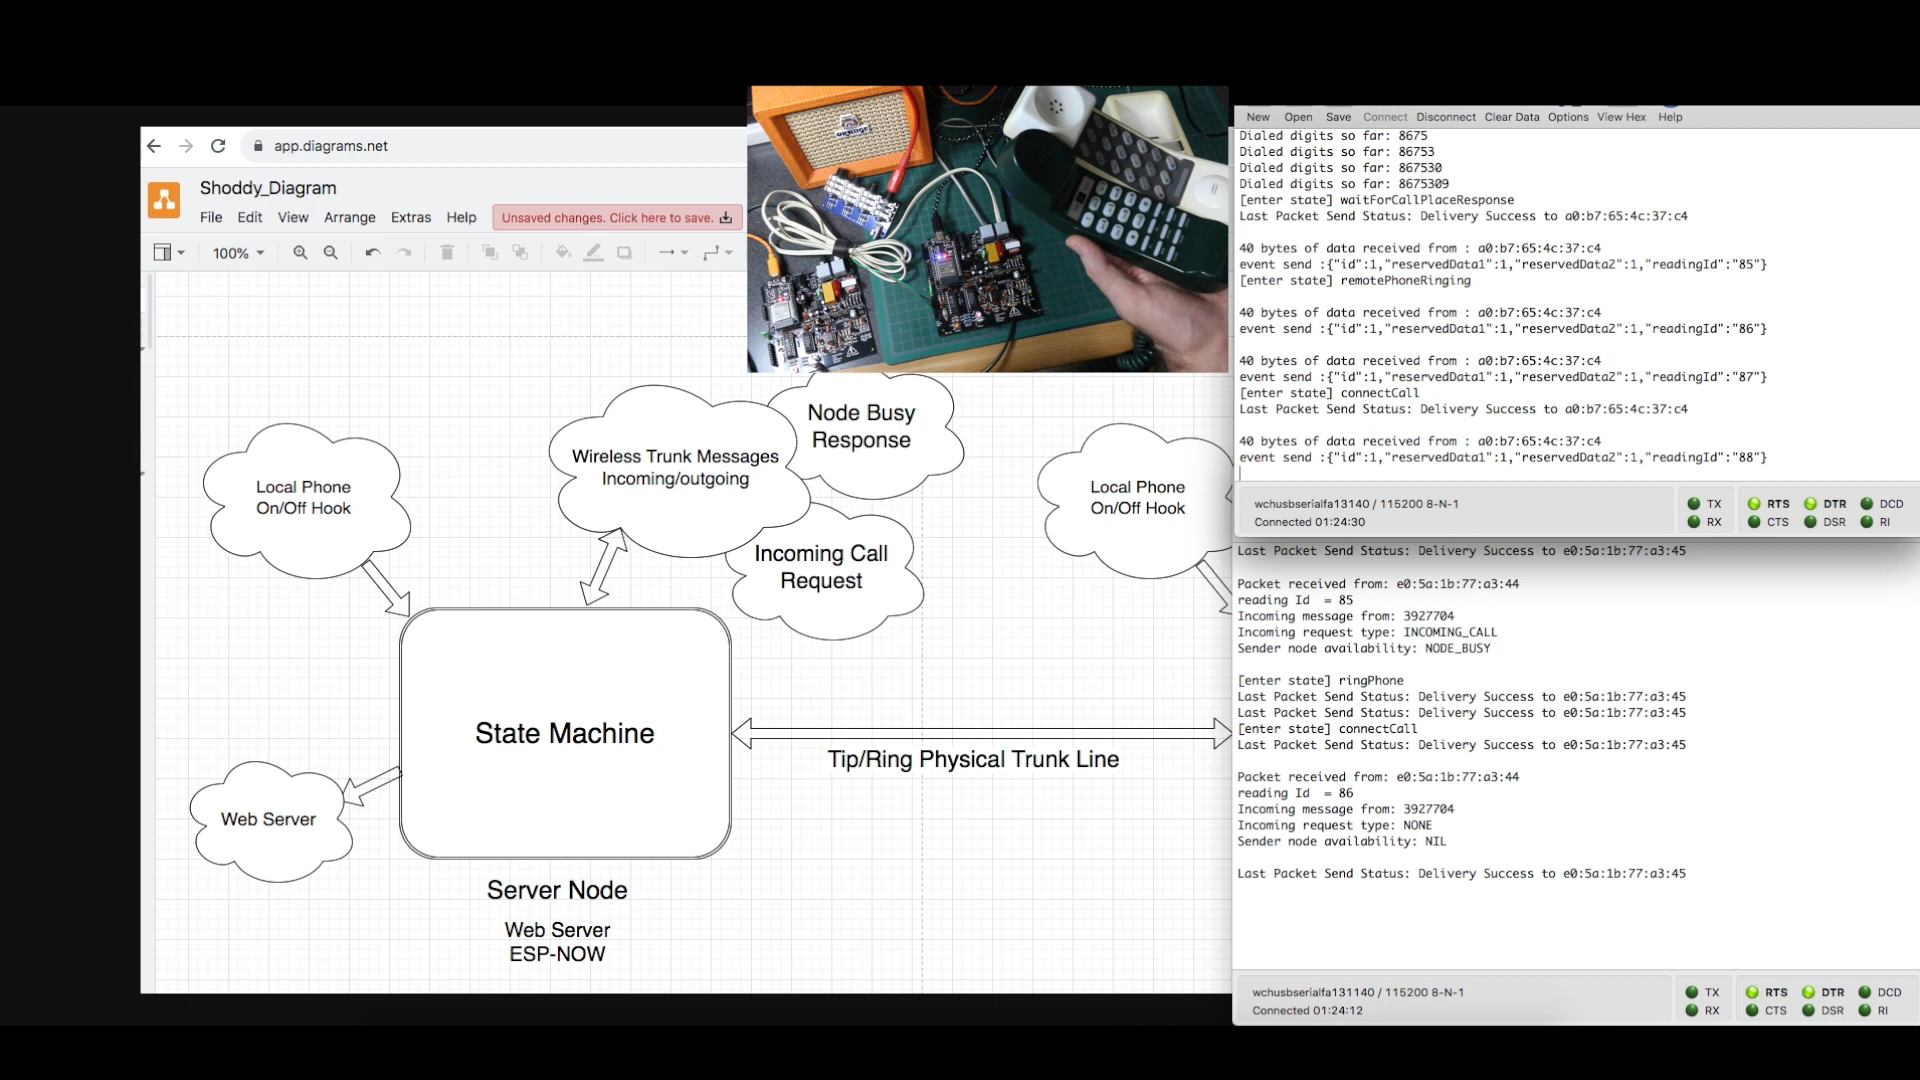 app.diagrams.net
Shoddy_Diagram
File Edit View Arrange Extras Help
Unsaved changes. Click here to save.
100%
ORANGE
Node Busy
Response
Wireless Trunk Messages
Incoming/outgoing
Local Phone
On/Off Hook
Local Phone
On/Off Hook
Incoming Call
Request
State Machine
Tip/Ring Physical Trunk Line
Web Server
Server Node
Web Server
ESP-NOW
New Open Save Connect Disconnect Clear Data Options View Hex Help
Dialed digits so far: 8675
Dialed digits so far: 86753
Dialed digits so far: 867530
Dialed digits so far: 8675309
[enter state] waitForCallPlaceResponse
Last Packet Send Status: Delivery Success to a0:b7:65:4c:37:c4
40 bytes of data received from : a0:b7:65:4c:37:c4
event send :{"id":1,"reservedData1":1,"reservedData2":1,"readingId":"85"}
[enter state] remotePhoneRinging
40 bytes of data received from : a0:b7:65:4c:37:c4
event send :{"id":1,"reservedData1":1,"reservedData2":1,"readingId":"86"}
40 bytes of data received from : a0:b7:65:4c:37:c4
event send :{"id":1,"reservedData1":1,"reservedData2":1,"readingId":"87"}
[enter state] connectCall
Last Packet Send Status: Delivery Success to a0:b7:65:4c:37:c4
40 bytes of data received from : a0:b7:65:4c:37:c4
event send :{"id":1,"reservedData1":1,"reservedData2":1,"readingId":"88"}
wchusbserialfa13140 / 115200 8-N-1
Connected 01:24:30
TX RTS DTR DCD
RX CTS DSR RI
Last Packet Send Status: Delivery Success to e0:5a:1b:77:a3:45
Packet received from: e0:5a:1b:77:a3:44
reading Id = 85
Incoming message from: 3927704
Incoming request type: INCOMING_CALL
Sender node availability: NODE_BUSY
[enter state] ringPhone
Last Packet Send Status: Delivery Success to e0:5a:1b:77:a3:45
Last Packet Send Status: Delivery Success to e0:5a:1b:77:a3:45
[enter state] connectCall
Last Packet Send Status: Delivery Success to e0:5a:1b:77:a3:45
Packet received from: e0:5a:1b:77:a3:44
reading Id = 86
Incoming message from: 3927704
Incoming request type: NONE
Sender node availability: NIL
Last Packet Send Status: Delivery Success to e0:5a:1b:77:a3:45
wchusbserialfa131140 / 115200 8-N-1
Connected 01:24:12
TX RTS DTR DCD
RX CTS DSR RI